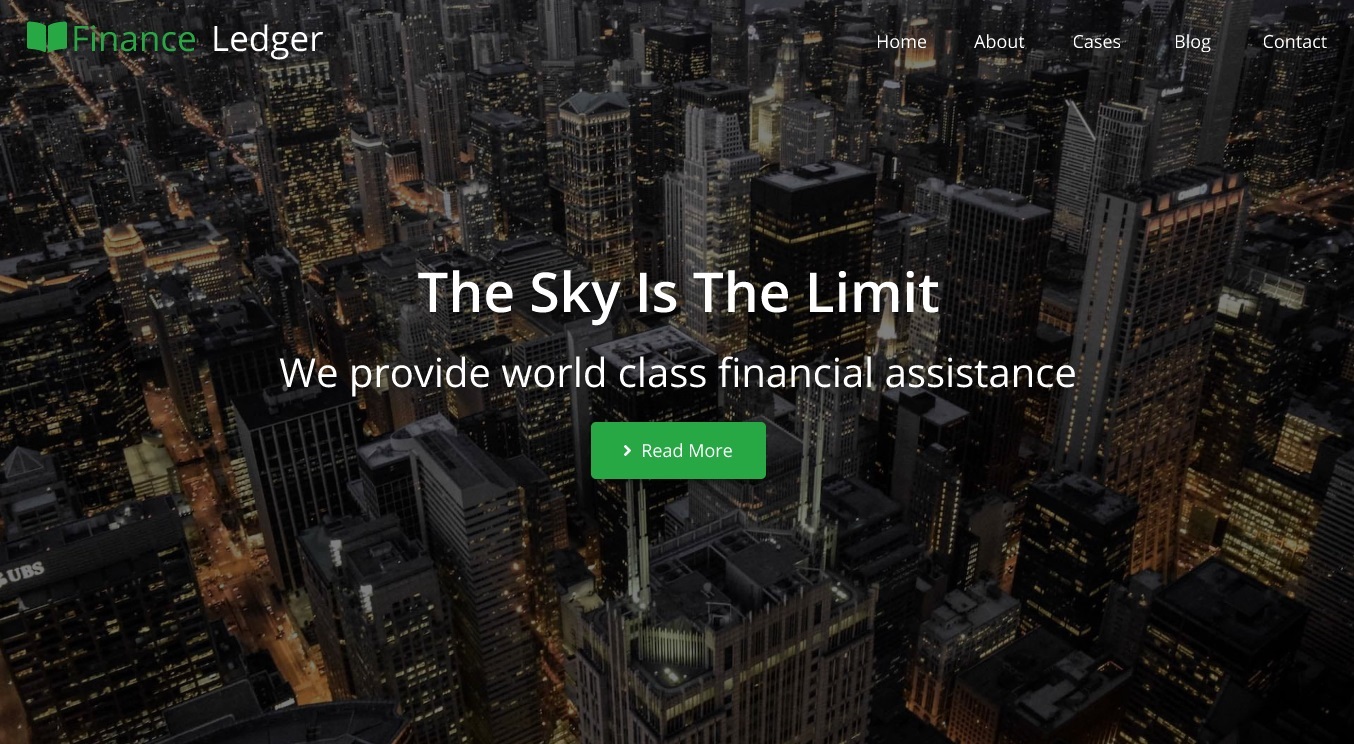 Finance Ledger
Home About Cases Blog Contact
The Sky Is The Limit
We provide world class financial assistance
Read More
UBS